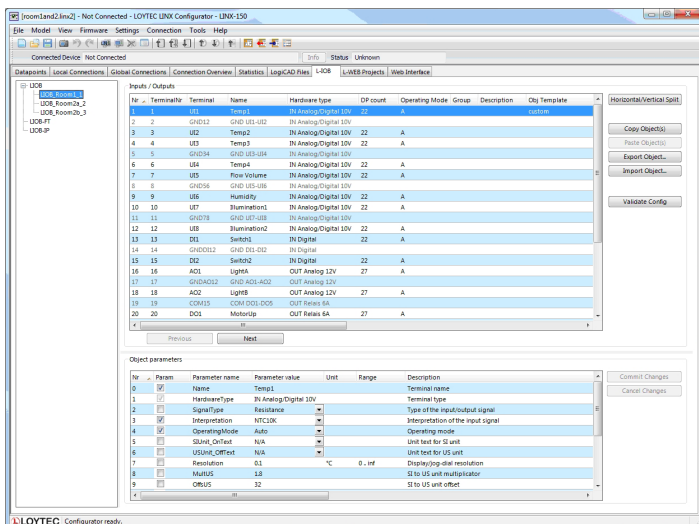 [room1and2.linx2] - Not Connected - LOYTEC LINX Configurator - LINX-150
File Model View Firmware Settings Connection Tools Help
Connected Device Not Connected Info Status Unknown
Datapoints Local Connections Global Connections Connection Overview Statistics LogiCAD Files L-IOB L-WEB Projects Web Interface
LIOB
LIOB_Room1_1
LIOB_Room2a_2
LIOB_Room2b_3
LIOB-FT
LIOB-IP
Inputs / Outputs
Nr TerminalNr Terminal Name Hardware type DP count Operating Mode Group Description Obj Template
1 1 UI1 Temp1 IN Analog/Digital 10V 22 A custom
2 2 GND12 GND UI1-UI2 IN Analog/Digital 10V
3 3 UI2 Temp2 IN Analog/Digital 10V 22 A
4 4 UI3 Temp3 IN Analog/Digital 10V 22 A
5 5 GND34 GND UI3-UI4 IN Analog/Digital 10V
6 6 UI4 Temp4 IN Analog/Digital 10V 22 A
7 7 UI5 Flow Volume IN Analog/Digital 10V 22 A
8 8 GND56 GND UI5-UI6 IN Analog/Digital 10V
9 9 UI6 Humidity IN Analog/Digital 10V 22 A
10 10 UI7 Illumination1 IN Analog/Digital 10V 22 A
11 11 GND78 GND UI7-UI8 IN Analog/Digital 10V
12 12 UI8 Illumination2 IN Analog/Digital 10V 22 A
13 13 DI1 Switch1 IN Digital 22 A
14 14 GNDDI12 GND DI1-DI2 IN Digital
15 15 DI2 Switch2 IN Digital 22 A
16 16 AO1 LightA OUT Analog 12V 27 A
17 17 GNDAO12 GND AO1-AO2 OUT Analog 12V
18 18 AO2 LightB OUT Analog 12V 27 A
19 19 COM15 COM DO1-DO5 OUT Relais 6A
20 20 DO1 MotorUp OUT Relais 6A 27 A
Horizontal/Vertical Split
Copy Object(s)
Paste Object(s)
Export Object...
Import Object...
Validate Config
Previous Next
Object parameters
Nr Param Parameter name Parameter value Unit Range Description
0 Name Temp1 Terminal name
1 HardwareType IN Analog/Digital 10V Terminal type
2 SignalType Resistance Type of the input/output signal
3 Interpretation NTC10K Interpretation of the input signal
4 OperatingMode Auto Operating mode
5 SIUnit_OnText N/A Unit text for SI unit
6 USUnit_OffText N/A Unit text for US unit
7 Resolution 0.1 °C 0 .. inf Display/jog-dial resolution
8 MultUS 1.8 SI to US unit multiplicator
9 OffsUS 32 SI to US unit offset
Commit Changes
Cancel Changes
LOYTEC Configurator ready.